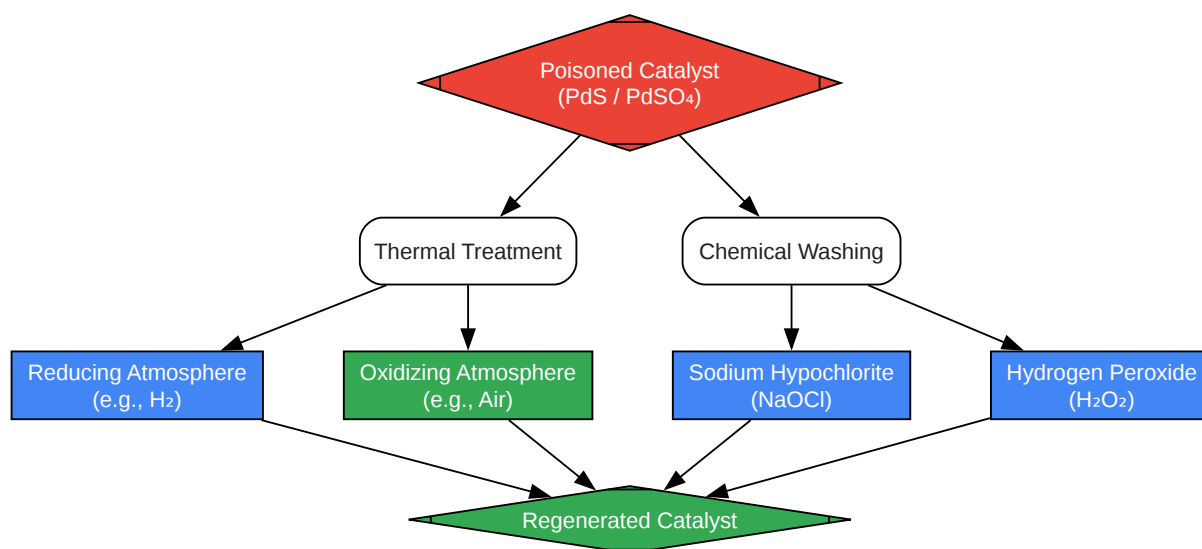 Poisoned Catalyst
(PdS / PdSO₄)
Thermal Treatment
Chemical Washing
Reducing Atmosphere
(e.g., H₂)
Oxidizing Atmosphere
(e.g., Air)
Sodium Hypochlorite
(NaOCl)
Hydrogen Peroxide
(H₂O₂)
Regenerated Catalyst